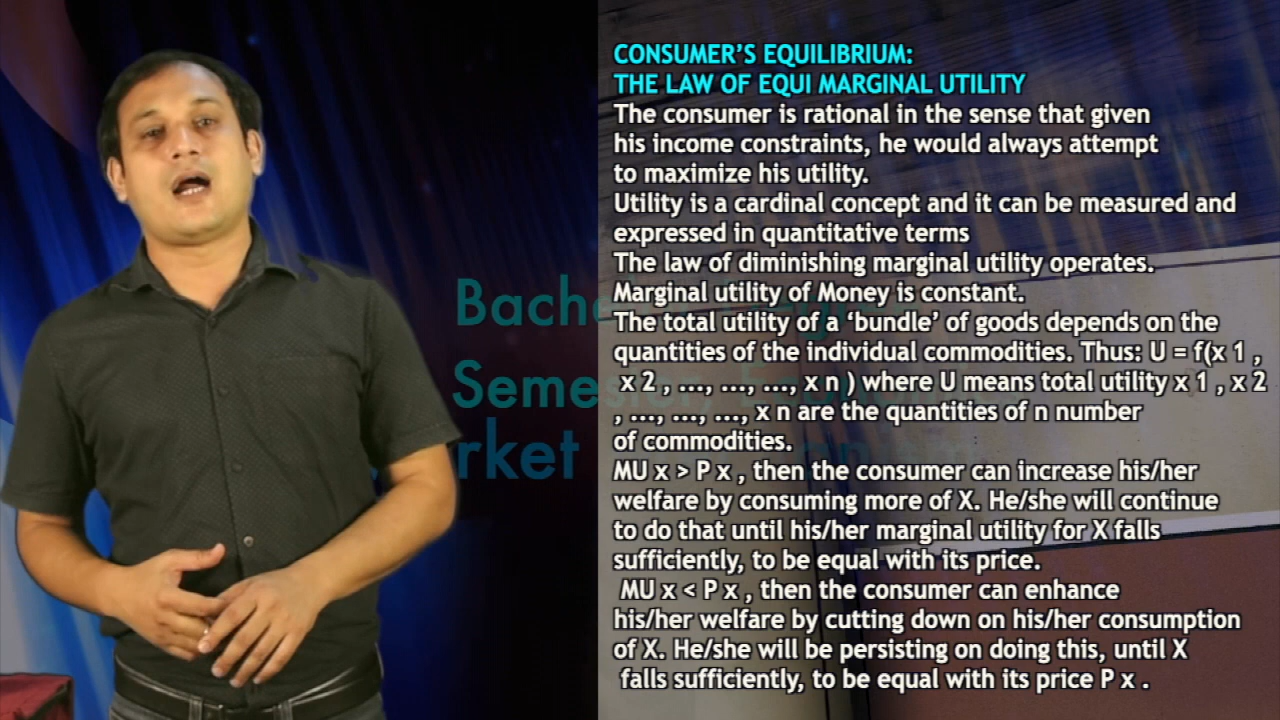 CONSUMER’S EQUILIBRIUM:
THE LAW OF EQUI MARGINAL UTILITY
The consumer is rational in the sense that given
his income constraints, he would always attempt
to maximize his utility.
Utility is a cardinal concept and it can be measured and
expressed in quantitative terms
The law of diminishing marginal utility operates.
Marginal utility of Money is constant.
The total utility of a ‘bundle’ of goods depends on the
quantities of the individual commodities. Thus: U = f(x 1 ,
x 2 , ..., ..., ..., x n ) where U means total utility x 1 , x 2
, ..., ..., ..., x n are the quantities of n number
of commodities.
MU x > P x , then the consumer can increase his/her
welfare by consuming more of X. He/she will continue
to do that until his/her marginal utility for X falls
sufficiently, to be equal with its price.
MU x < P x , then the consumer can enhance
his/her welfare by cutting down on his/her consumption
of X. He/she will be persisting on doing this, until X
falls sufficiently, to be equal with its price P x .